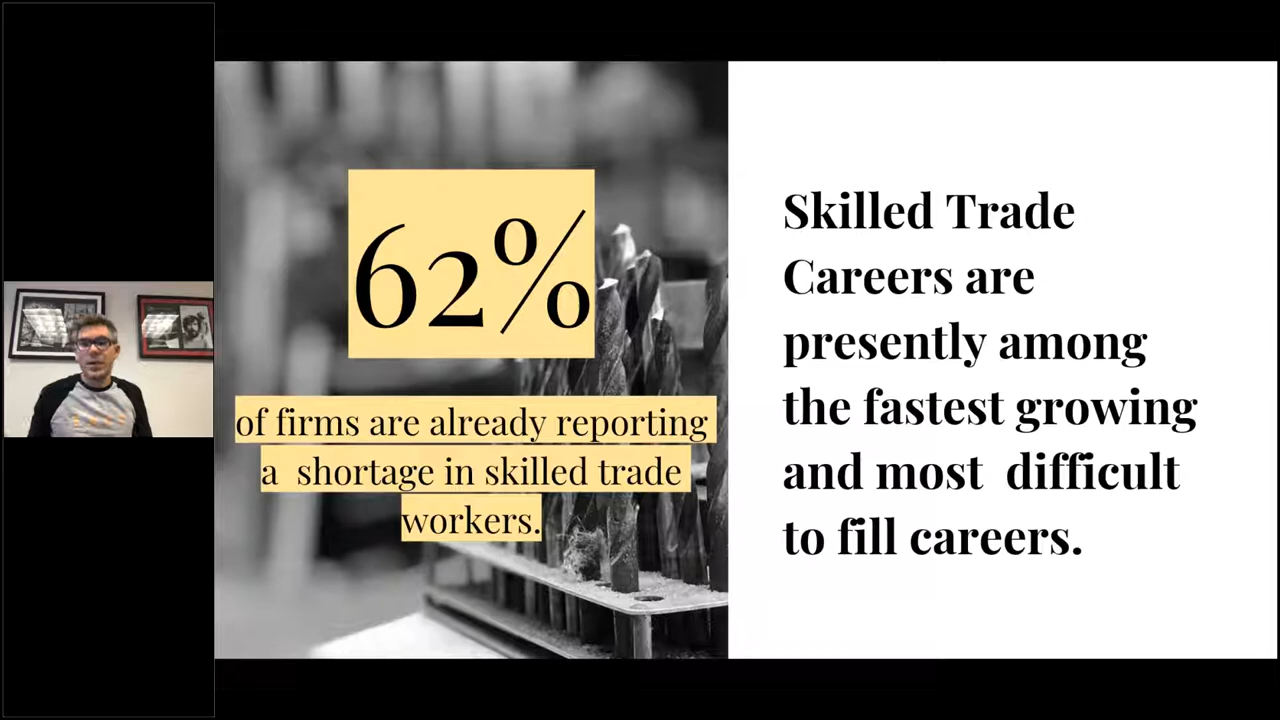 62%
of firms are already reporting
a  shortage in skilled trade
workers.
Skilled Trade
Careers are
presently among
the fastest growing
and most  difficult
to fill careers.